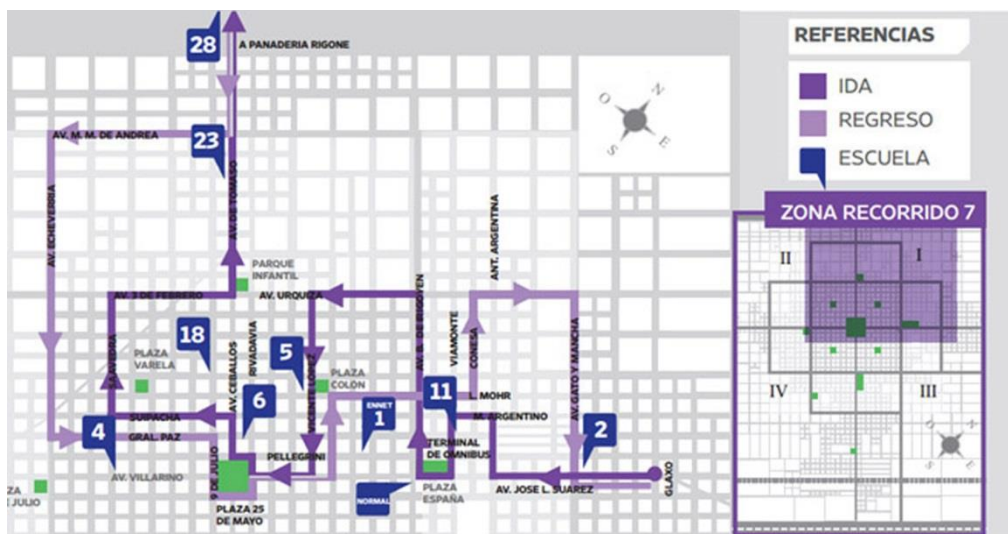 28
A PANADERIA RIGONE
AV. M. M. DE ANDREA
23
AV. ECHEVERRIA
AV. DE TOMASO
O
N
S
E
ANT. ARGENTINA
PARQUE
INFANTIL
AV. 3 DE FEBRERO
AV. URQUIZA
AV. B. DE IRIGOYEN
VIAMONTE
CONESA
18
PLAZA
VARELA
SAAVEDRA
AV. CEBALLOS
RIVADAVIA
5
VICENTE LOPEZ
PLAZA
COLON
AV. GATO Y MANCHA
6
ENNET
1
11
L. MOHR
M. ARGENTINO
2
SUIPACHA
4
GRAL. PAZ
AV. VILLARINO
9 DE JULIO
PELLEGRINI
TERMINAL
DE OMNIBUS
NORMAL
PLAZA
ESPAÑA
AV. JOSE L. SUAREZ
GLAXO
PLAZA 25
DE MAYO
ZA
E JULIO
REFERENCIAS
IDA
REGRESO
ESCUELA
ZONA RECORRIDO 7
II
I
IV
III
O
N
S
E